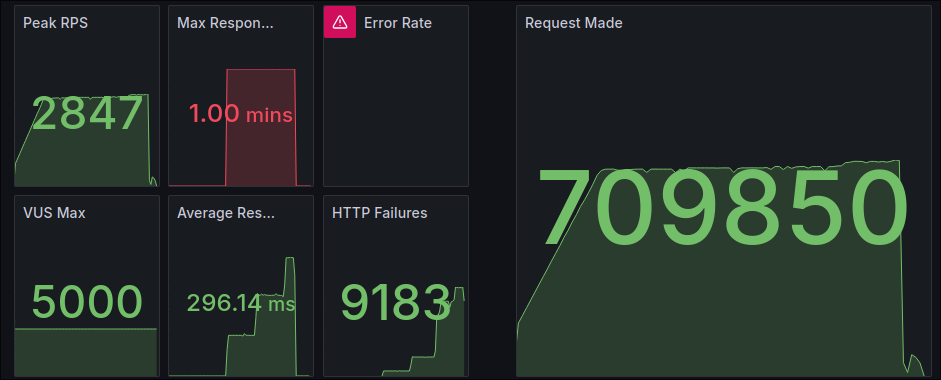 Peak RPS
2847
Max Respon...
1.00 mins
Error Rate
Request Made
709850
VUS Max
5000
Average Res...
296.14 ms
HTTP Failures
9183